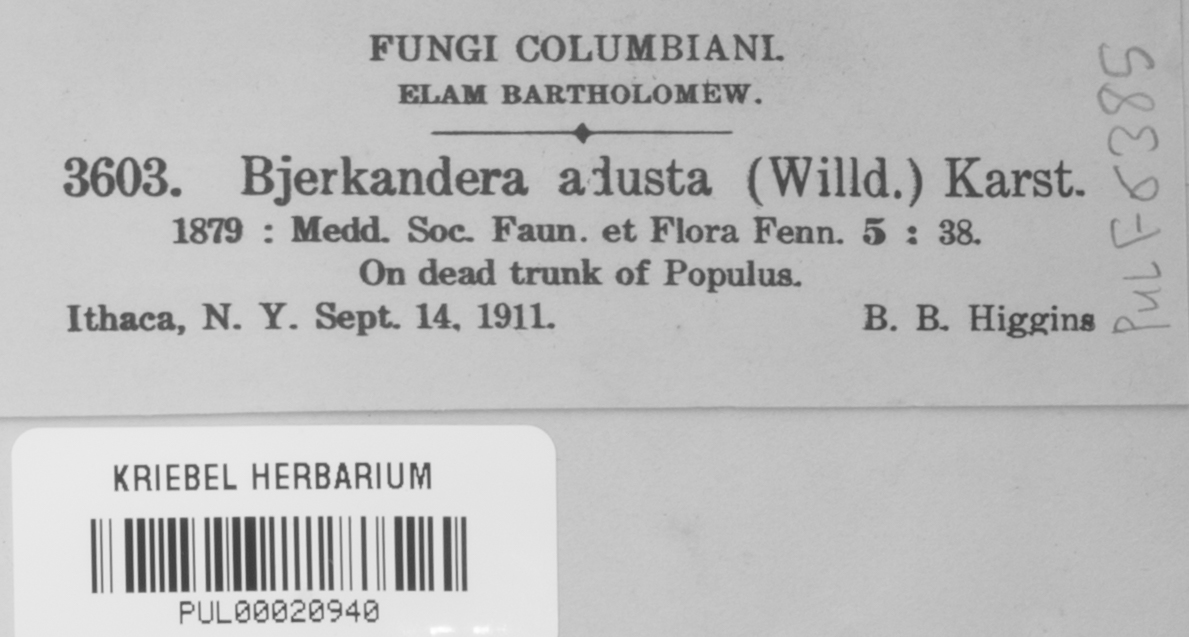 FUNGI COLUMBIANI.
ELAM BARTHOLOMEW.
3603. Bjerkandera adusta (Willd.) Karst.
1879 : Medd. Soc. Faun. et Flora Fenn. 5 : 38.
On dead trunk of Populus.
Ithaca, N. Y. Sept. 14, 1911. B. B. Higgins
PUL F6385
KRIEBEL HERBARIUM
PUL00020940